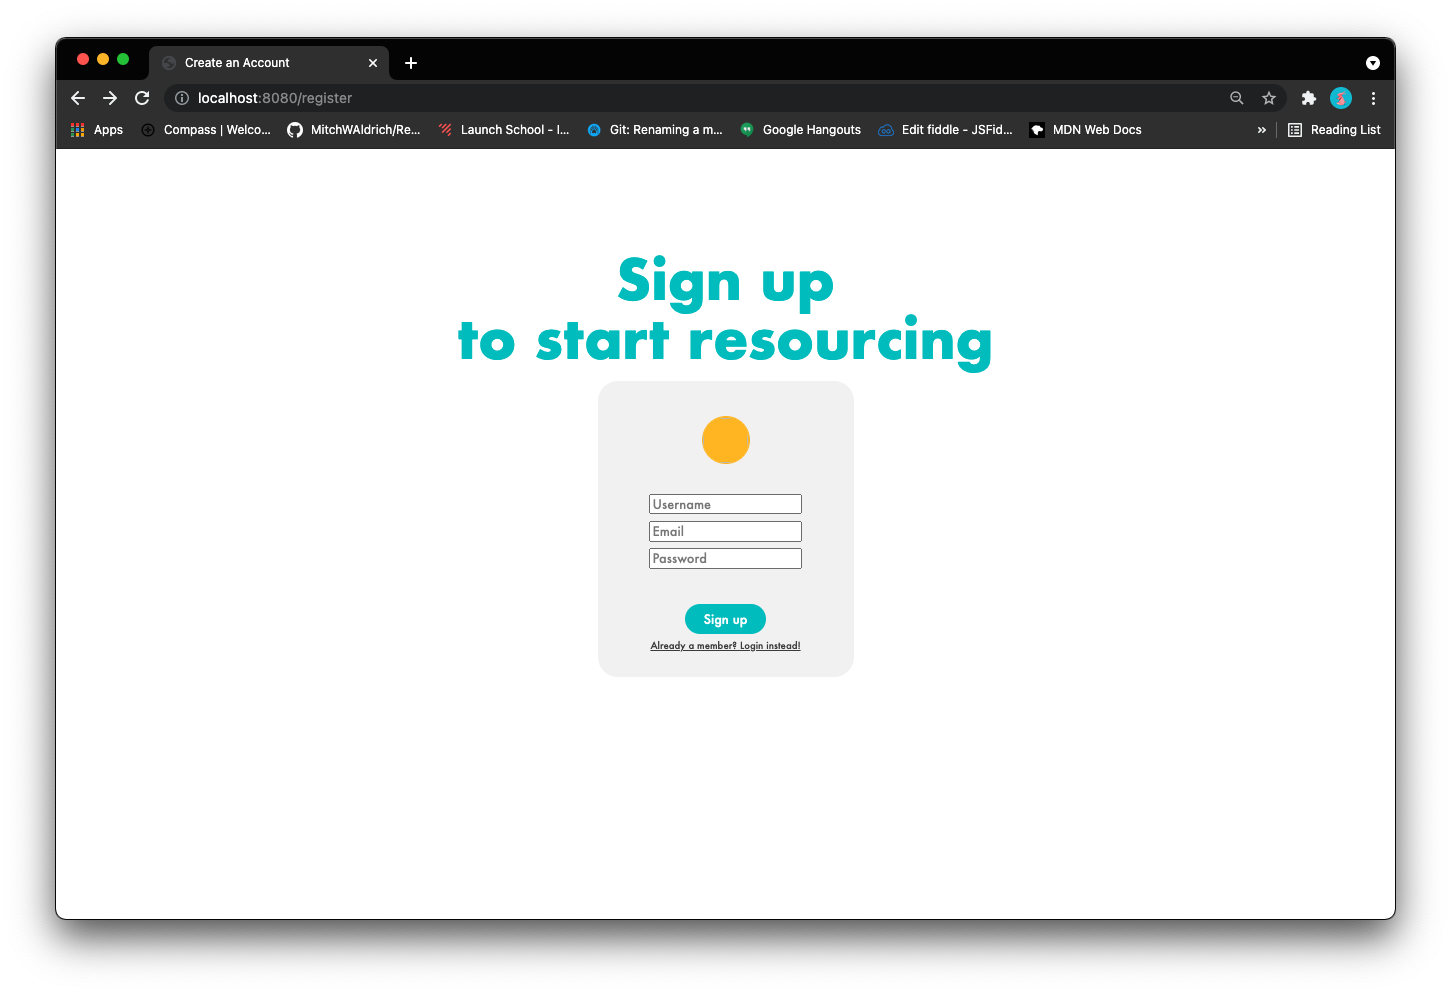 Create an Account
localhost:8080/register
Apps Compass | Welco... MitchWAldrich/Re... Launch School - I... Git: Renaming a m... Google Hangouts Edit fiddle - JSFid... MDN Web Docs » Reading List
Sign up
to start resourcing
Username
Email
Password
Sign up
Already a member? Login instead!